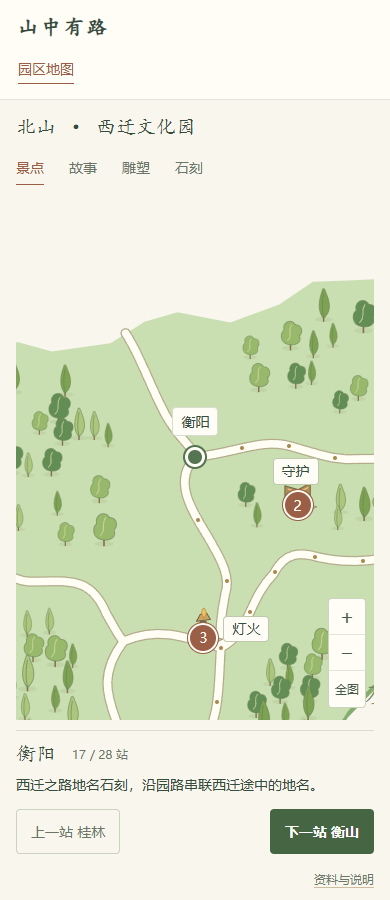 山中有路
园区地图
北山 • 西迁文化园
景点 故事 雕塑 石刻
衡阳
守护
2
3
灯火
+
−
全图
衡阳 17 / 28 站
西迁之路地名石刻，沿园路串联西迁途中的地名。
上一站 桂林 下一站 衡山
资料与说明